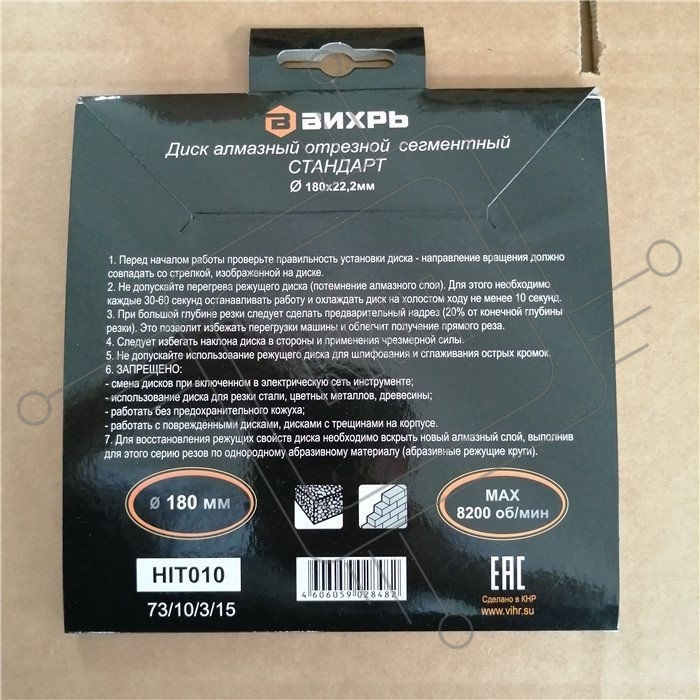 ВИХРЬ
Диск алмазный отрезной сегментный
СТАНДАРТ
Ø 180x22,2мм
1. Перед началом работы проверьте правильность установки диска - направление вращения должно
совпадать со стрелкой, изображенной на диске.
2. Не допускайте перегрева режущего диска (потемнение алмазного слоя). Для этого необходимо
каждые 30-60 секунд останавливать работу и охлаждать диск на холостом ходу не менее 10 секунд.
3. При большой глубине резки следует сделать предварительный надрез (20% от конечной глубины
резки). Это позволит избежать перегрузки машины и облегчит получение прямого реза.
4. Следует избегать наклона диска в стороны и применения чрезмерной силы.
5. Не допускайте использование режущего диска для шлифования и сглаживания острых кромок.
6. ЗАПРЕЩЕНО:
- смена дисков при включенном в электрическую сеть инструменте;
- использование диска для резки стали, цветных металлов, древесины;
- работать без предохранительного кожуха;
- работать с поврежденными дисками, дисками с трещинами на корпусе.
7. Для восстановления режущих свойств диска необходимо вскрыть новый алмазный слой, выполнив
для этого серию резов по однородному абразивному материалу (абразивные режущие круги).
Ø 180 мм
MAX
8200 об/мин
HIT010
73/10/3/15
4 606059 028482
EAC
Сделано в КНР
www.vihr.su